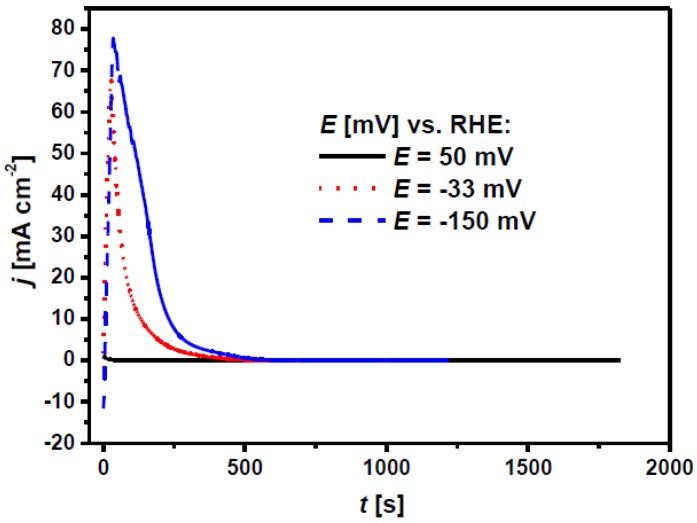 80
70
60
50
40
30
20
10
0
-10
-20
j [mA cm⁻²]
E [mV] vs. RHE:
E = 50 mV
E = -33 mV
E = -150 mV
0 500 1000 1500 2000
t [s]